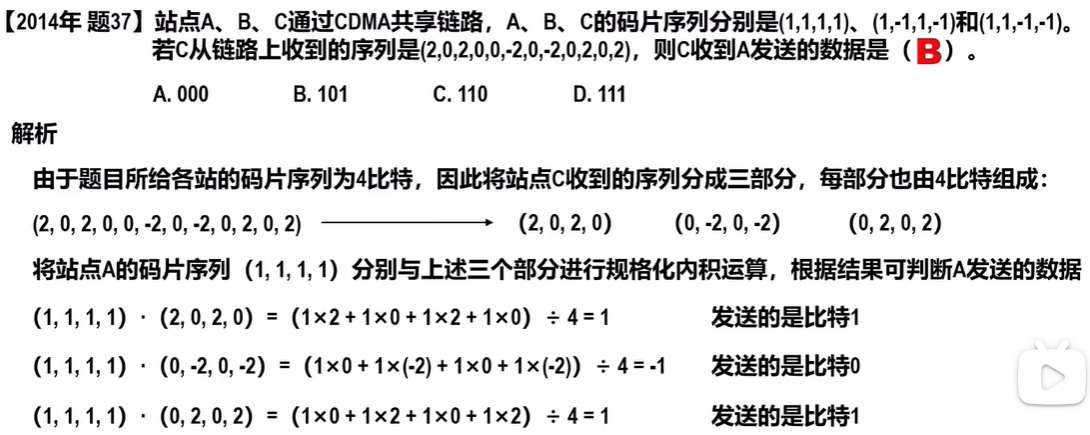 【2014年 题37】站点A、B、C通过CDMA共享链路，A、B、C的码片序列分别是(1,1,1,1)、(1,-1,1,-1)和(1,1,-1,-1)。
若C从链路上收到的序列是(2,0,2,0,0,-2,0,-2,0,2,0,2)，则C收到A发送的数据是（B）。
A. 000 B. 101 C. 110 D. 111
解析
由于题目所给各站的码片序列为4比特，因此将站点C收到的序列分成三部分，每部分也由4比特组成：
(2, 0, 2, 0, 0, -2, 0, -2, 0, 2, 0, 2) （2, 0, 2, 0） （0, -2, 0, -2） （0, 2, 0, 2）
将站点A的码片序列（1, 1, 1, 1）分别与上述三个部分进行规格化内积运算，根据结果可判断A发送的数据
（1, 1, 1, 1）·（2, 0, 2, 0）=（1×2 + 1×0 + 1×2 + 1×0）÷ 4 = 1 发送的是比特1
（1, 1, 1, 1）·（0, -2, 0, -2）=（1×0 + 1×(-2) + 1×0 + 1×(-2)）÷ 4 = -1 发送的是比特0
（1, 1, 1, 1）·（0, 2, 0, 2）=（1×0 + 1×2 + 1×0 + 1×2）÷ 4 = 1 发送的是比特1